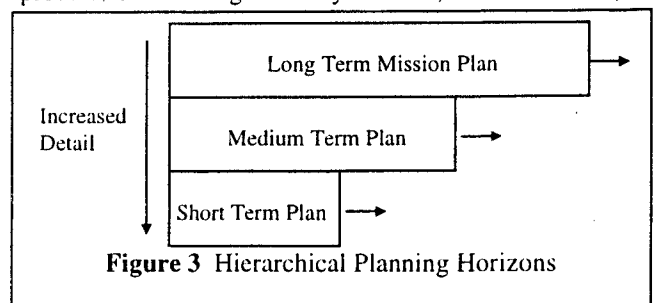 Long Term Mission Plan
Increased
Detail
Medium Term Plan
Short Term Plan
Figure 3 Hierarchical Planning Horizons